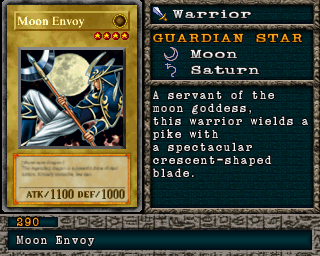 Moon Envoy
ATK/1100 DEF/1000
Warrior
GUARDIAN STAR
Moon
Saturn
A servant of the
moon goddess,
this warrior wields a
pike with
a spectacular
crescent-shaped
blade.
290
Moon Envoy